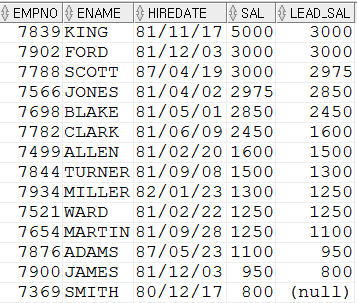 EMPNO ENAME HIREDATE SAL LEAD_SAL
7839 KING 81/11/17 5000 3000
7902 FORD 81/12/03 3000 3000
7788 SCOTT 87/04/19 3000 2975
7566 JONES 81/04/02 2975 2850
7698 BLAKE 81/05/01 2850 2450
7782 CLARK 81/06/09 2450 1600
7499 ALLEN 81/02/20 1600 1500
7844 TURNER 81/09/08 1500 1300
7934 MILLER 82/01/23 1300 1250
7521 WARD 81/02/22 1250 1250
7654 MARTIN 81/09/28 1250 1100
7876 ADAMS 87/05/23 1100 950
7900 JAMES 81/12/03 950 800
7369 SMITH 80/12/17 800 (null)